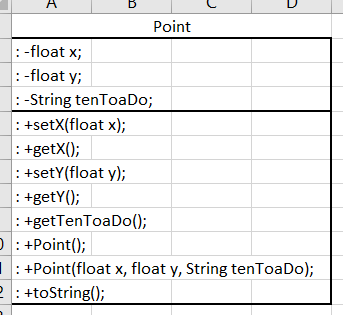 A B C D
Point
: -float x;
: -float y;
: -String tenToaDo;
: +setX(float x);
: +getX();
: +setY(float y);
: +getY();
: +getTenToaDo();
0 : +Point();
1 : +Point(float x, float y, String tenToaDo);
2 : +toString();